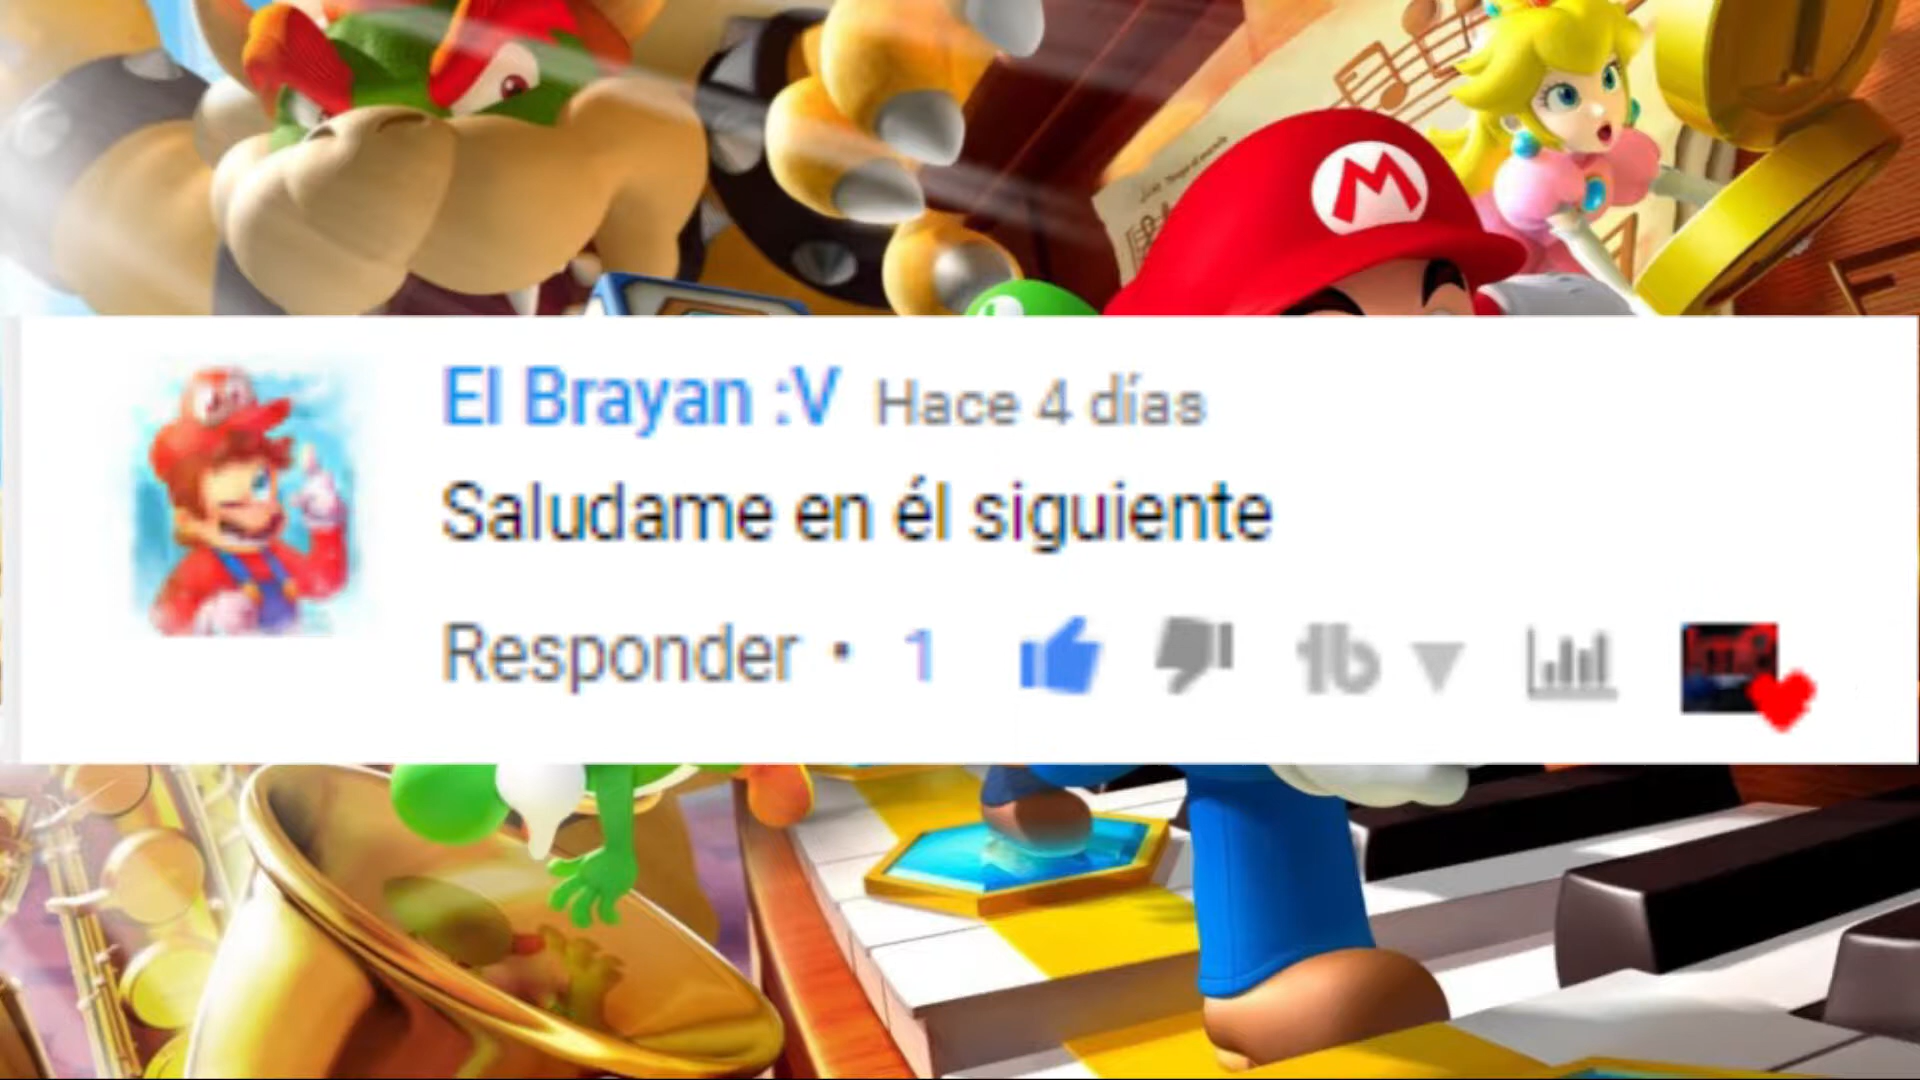 M
El Brayan :V Hace 4 días
Saludame en él siguiente
Responder • 1